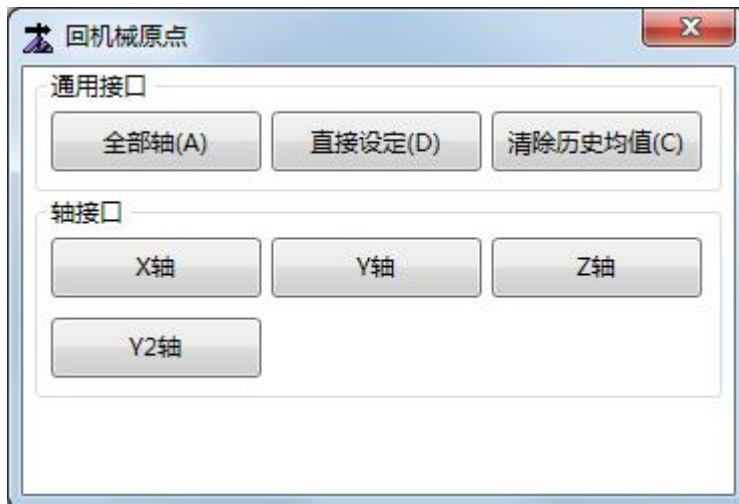 回机械原点
通用接口
全部轴(A) 直接设定(D) 清除历史均值(C)
轴接口
X轴 Y轴 Z轴
Y2轴